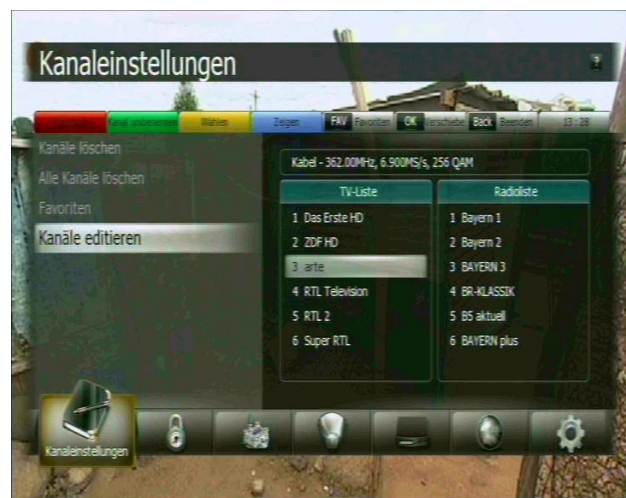 Kanaleinstellungen
?
Wählen
Zeigen
FAV Favoriten
OK
Back Beenden
13:28
Kanäle löschen
Alle Kanäle löschen
Favoriten
Kanäle editieren
Kabel - 362.00MHz, 6.900MS/s, 256 QAM
TV-Liste
1 Das Erste HD
2 ZDF HD
3 arte
4 RTL Television
5 RTL 2
6 Super RTL
Radioliste
1 Bayern 1
2 Bayern 2
3 BAYERN 3
4 BR-KLASSIK
5 B5 aktuell
6 BAYERN plus
Kanaleinstellungen